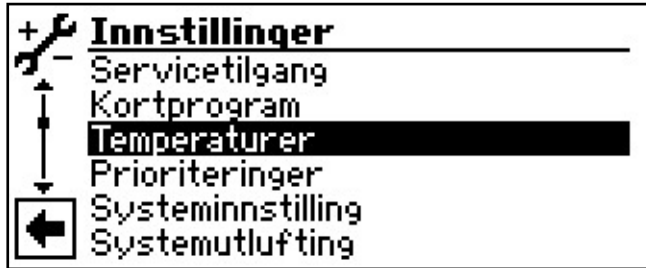 Innstillinger
Servicetilgang
Kortprogram
Temperaturer
Prioriteringer
Systeminnstilling
Systemutlufting